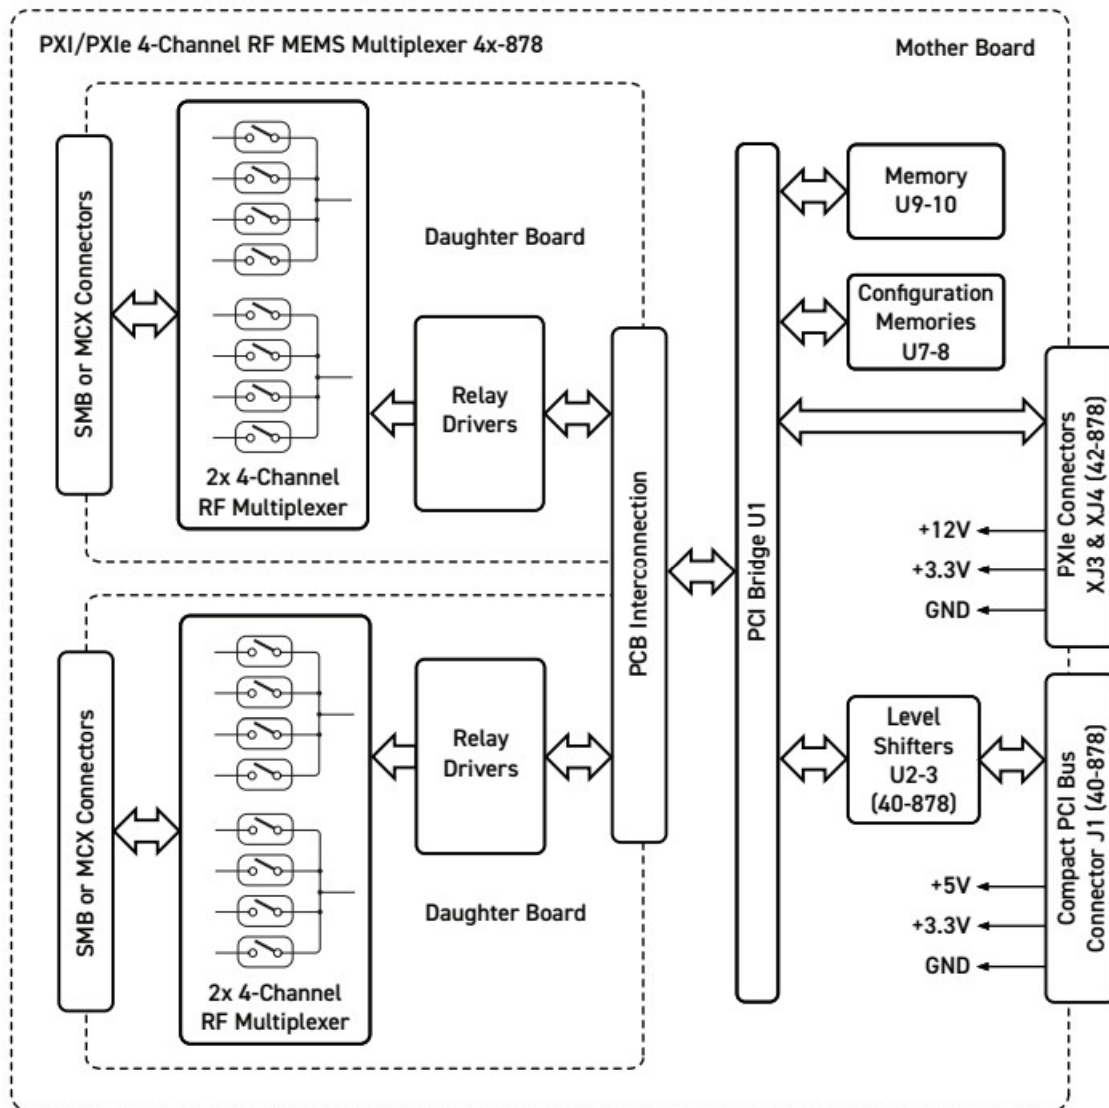 PXI/PXIe 4-Channel RF MEMS Multiplexer 4x-878
Mother Board
SMB or MCX Connectors
2x 4-Channel
RF Multiplexer
Daughter Board
Relay
Drivers
SMB or MCX Connectors
2x 4-Channel
RF Multiplexer
Relay
Drivers
Daughter Board
PCB Interconnection
PCI Bridge U1
Memory
U9-10
Configuration
Memories
U7-8
PXIe Connectors
XJ3 & XJ4 (42-878)
+12V
+3.3V
GND
Level
Shifters
U2-3
(40-878)
Compact PCI Bus
Connector J1 (40-878)
+5V
+3.3V
GND